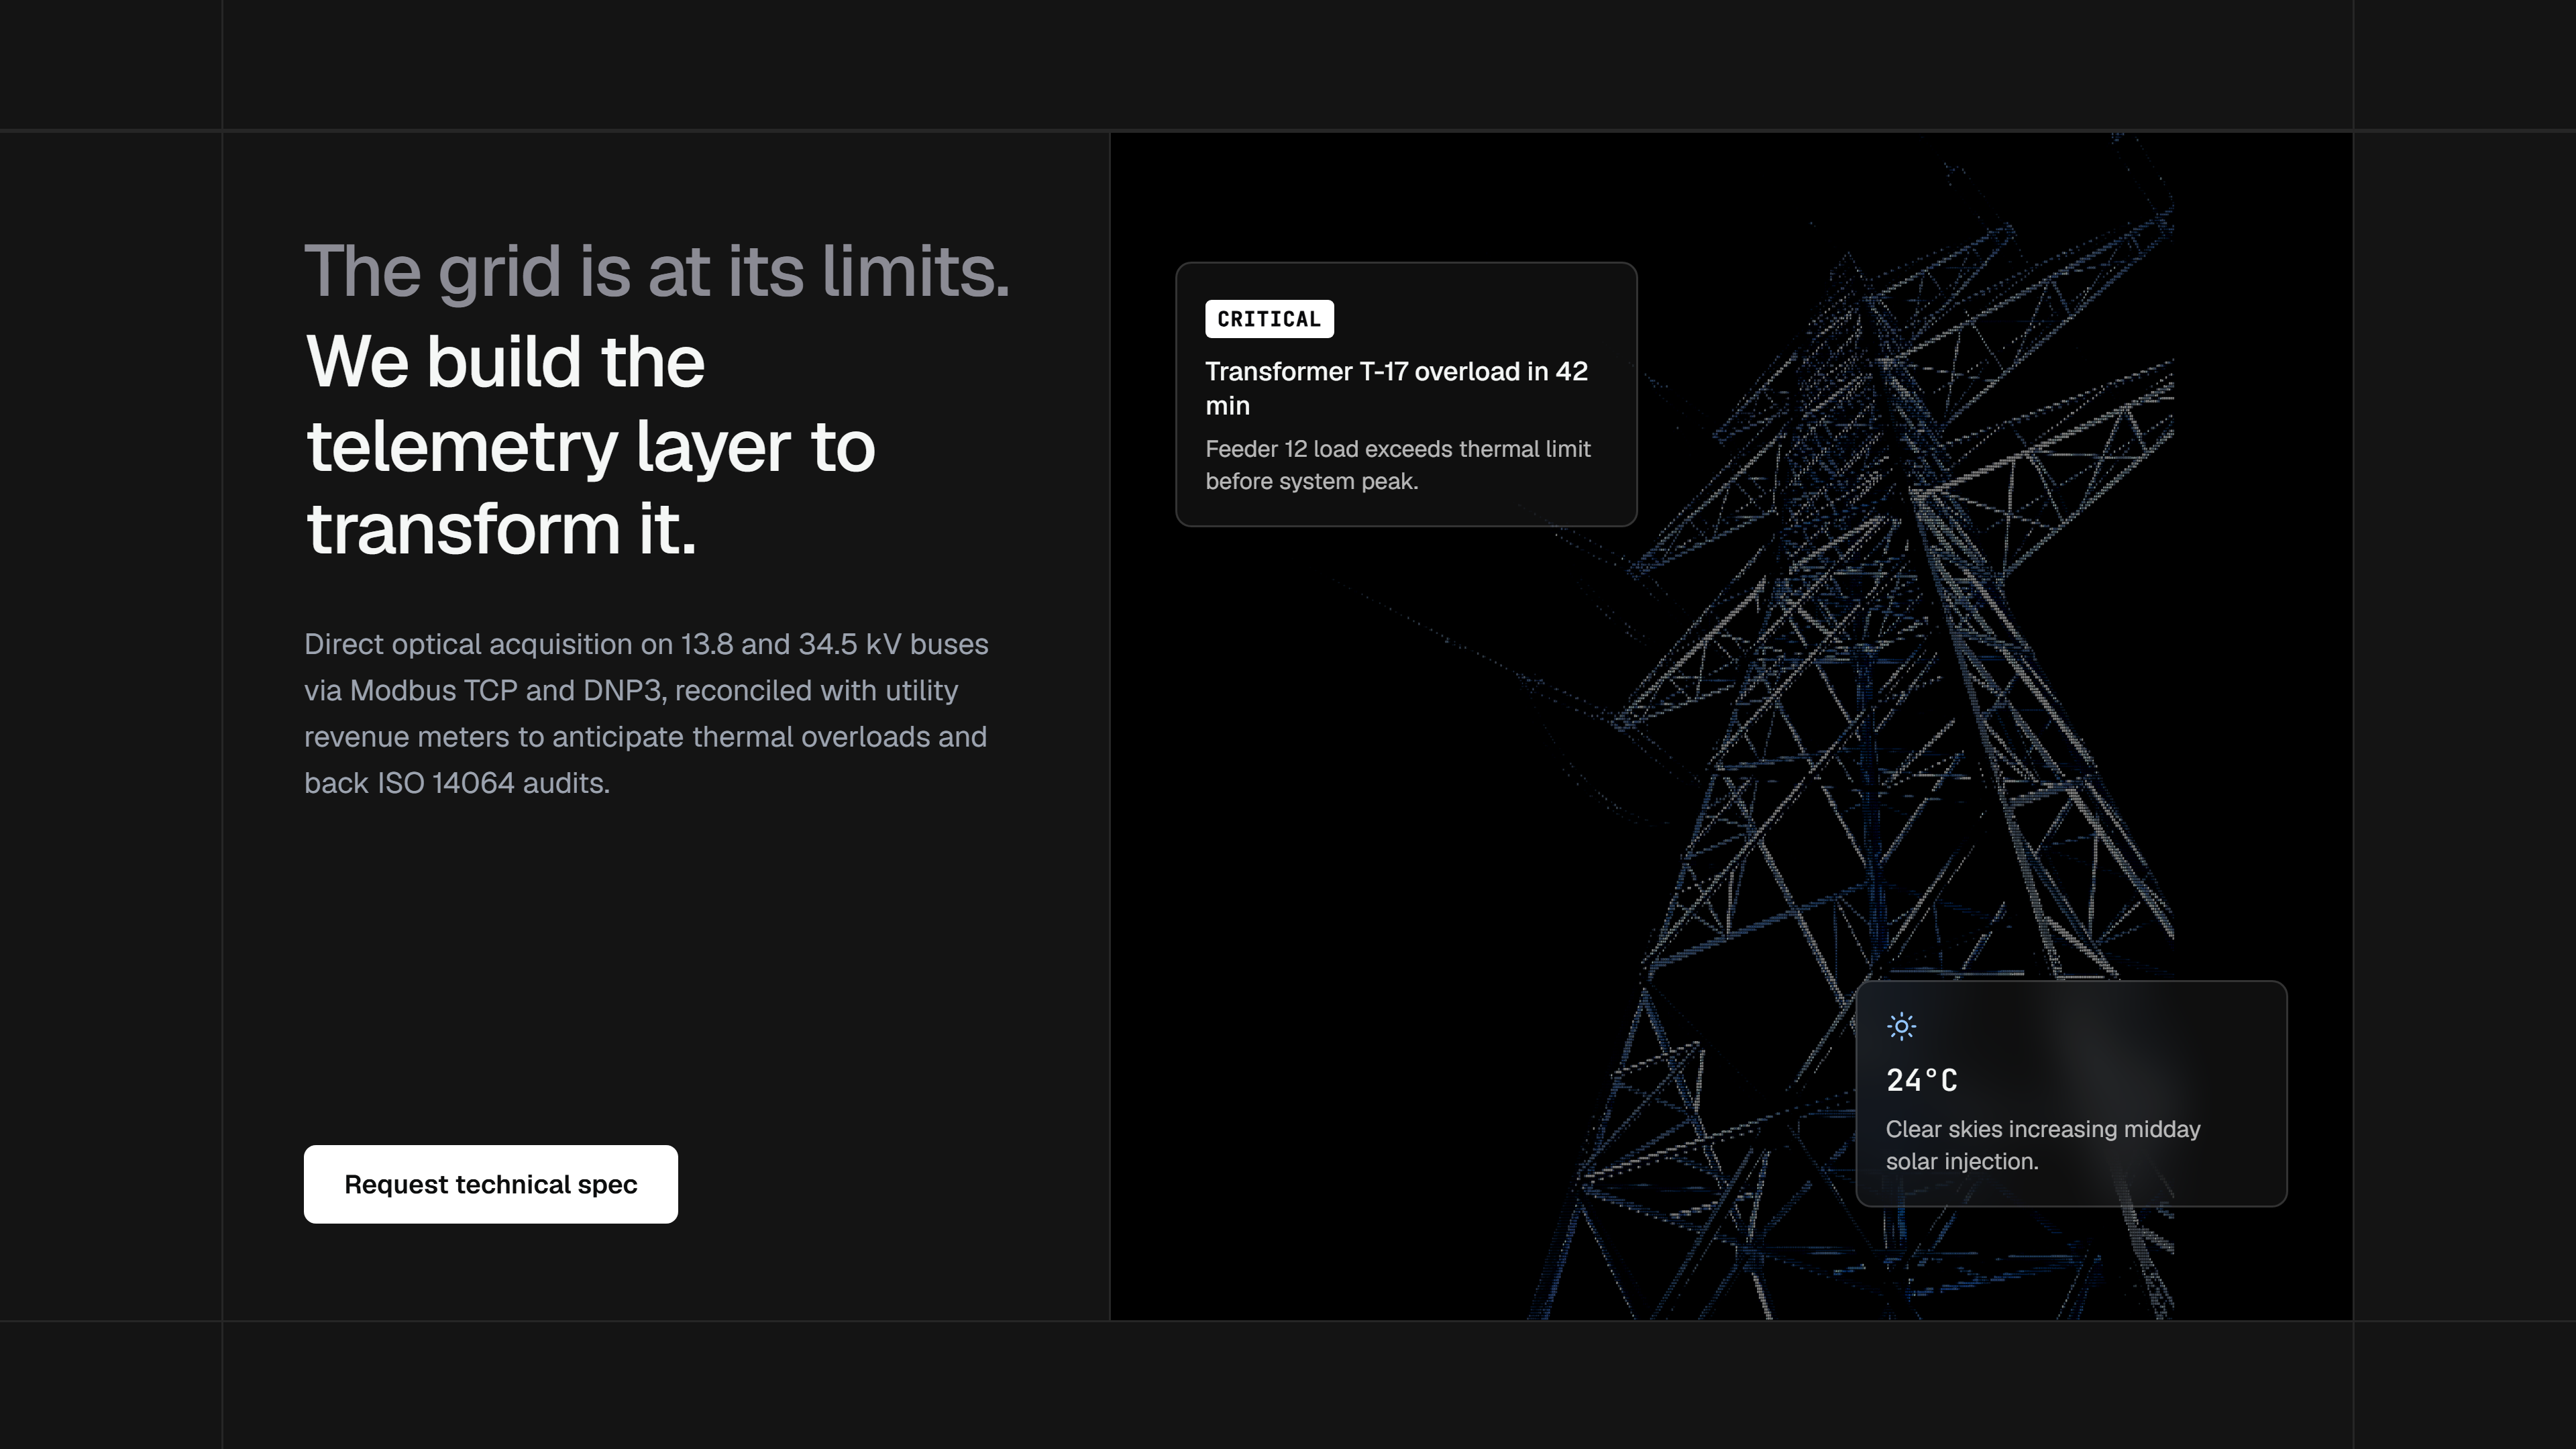 The grid is at its limits.
We build the
telemetry layer to
transform it.
Direct optical acquisition on 13.8 and 34.5 kV buses
via Modbus TCP and DNP3, reconciled with utility
revenue meters to anticipate thermal overloads and
back ISO 14064 audits.
Request technical spec
CRITICAL
Transformer T-17 overload in 42
min
Feeder 12 load exceeds thermal limit
before system peak.
24°C
Clear skies increasing midday
solar injection.